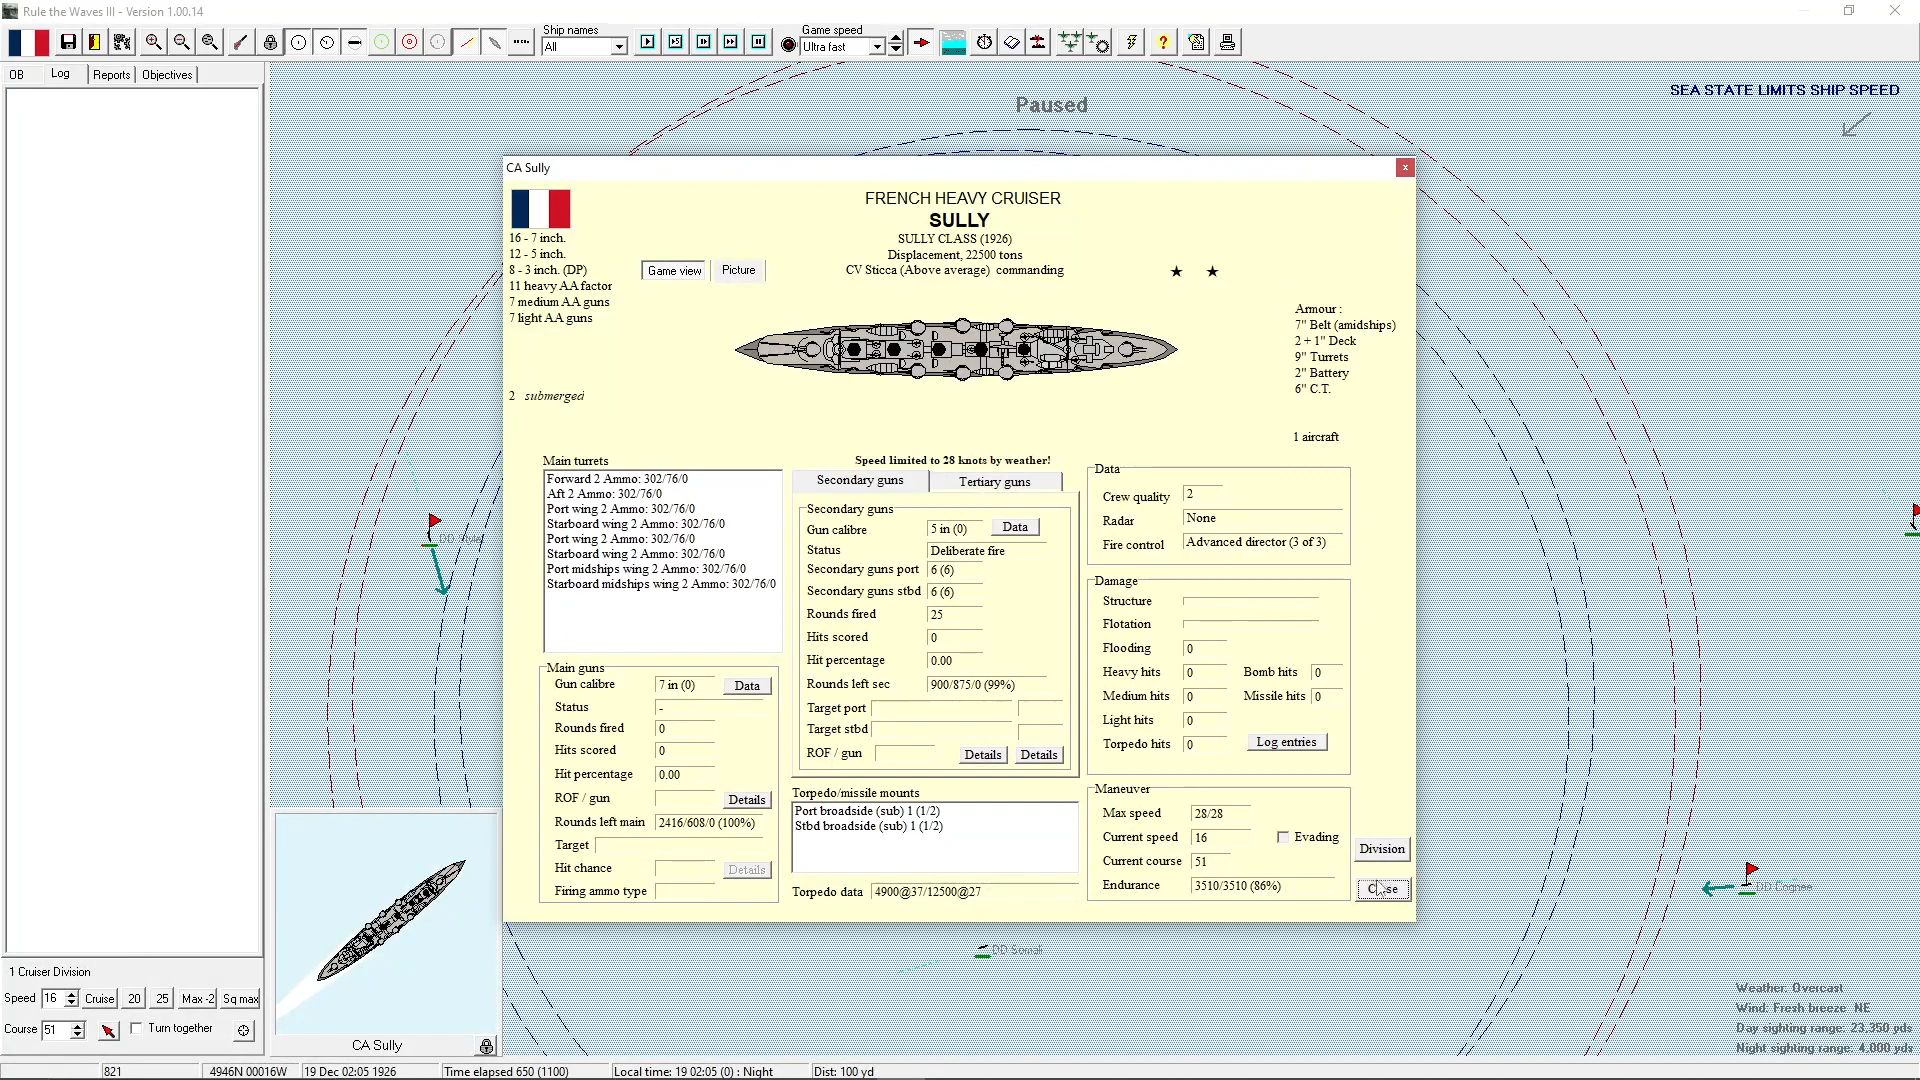 Rule the Waves III - Version 1.00.14
Ship names
All
Game speed
Ultra fast
OB
Log
Reports
Objectives
Paused
SEA STATE LIMITS SHIP SPEED
CA Sully
x
FRENCH HEAVY CRUISER
SULLY
SULLY CLASS (1926)
Displacement, 22500 tons
CV Sticca (Above average) commanding
16 - 7 inch.
12 - 5 inch.
8 - 3 inch. (DP)
11 heavy AA factor
7 medium AA guns
7 light AA guns
2 submerged
Game view
Picture
Armour :
7" Belt (amidships)
2 + 1" Deck
9" Turrets
2" Battery
6" C.T.
1 aircraft
Main turrets
Forward 2 Ammo: 302/76/0
Aft 2 Ammo: 302/76/0
Port wing 2 Ammo: 302/76/0
Starboard wing 2 Ammo: 302/76/0
Port wing 2 Ammo: 302/76/0
Starboard wing 2 Ammo: 302/76/0
Port midships wing 2 Ammo: 302/76/0
Starboard midships wing 2 Ammo: 302/76/0
Main guns
Gun calibre 7 in (0) Data
Status -
Rounds fired 0
Hits scored 0
Hit percentage 0.00
ROF / gun Details
Rounds left main 2416/608/0 (100%)
Target
Hit chance Details
Firing ammo type
Speed limited to 28 knots by weather!
Secondary guns
Tertiary guns
Secondary guns
Gun calibre 5 in (0) Data
Status Deliberate fire
Secondary guns port 6 (6)
Secondary guns stbd 6 (6)
Rounds fired 25
Hits scored 0
Hit percentage 0.00
Rounds left sec 900/875/0 (99%)
Target port
Target stbd
ROF / gun Details Details
Torpedo/missile mounts
Port broadside (sub) 1 (1/2)
Stbd broadside (sub) 1 (1/2)
Torpedo data 4900@37/12500@27
Data
Crew quality 2
Radar None
Fire control Advanced director (3 of 3)
Damage
Structure
Flotation
Flooding 0
Heavy hits 0 Bomb hits 0
Medium hits 0 Missile hits 0
Light hits 0
Torpedo hits 0 Log entries
Maneuver
Max speed 28/28
Current speed 16 Evading
Current course 51
Endurance 3510/3510 (86%)
Division
Close
DD Cognee
DD Somali
1 Cruiser Division
Speed 16 Cruise 20 25 Max -2 Sq max
Course 51 Turn together
CA Sully
Weather: Overcast
Wind: Fresh breeze NE
Day sighting range: 23,350 yds
Night sighting range: 4,000 yds
821
4946N 00016W
19 Dec 02:05 1926
Time elapsed 650 (1100)
Local time: 19 02:05 (0) : Night
Dist: 100 yd